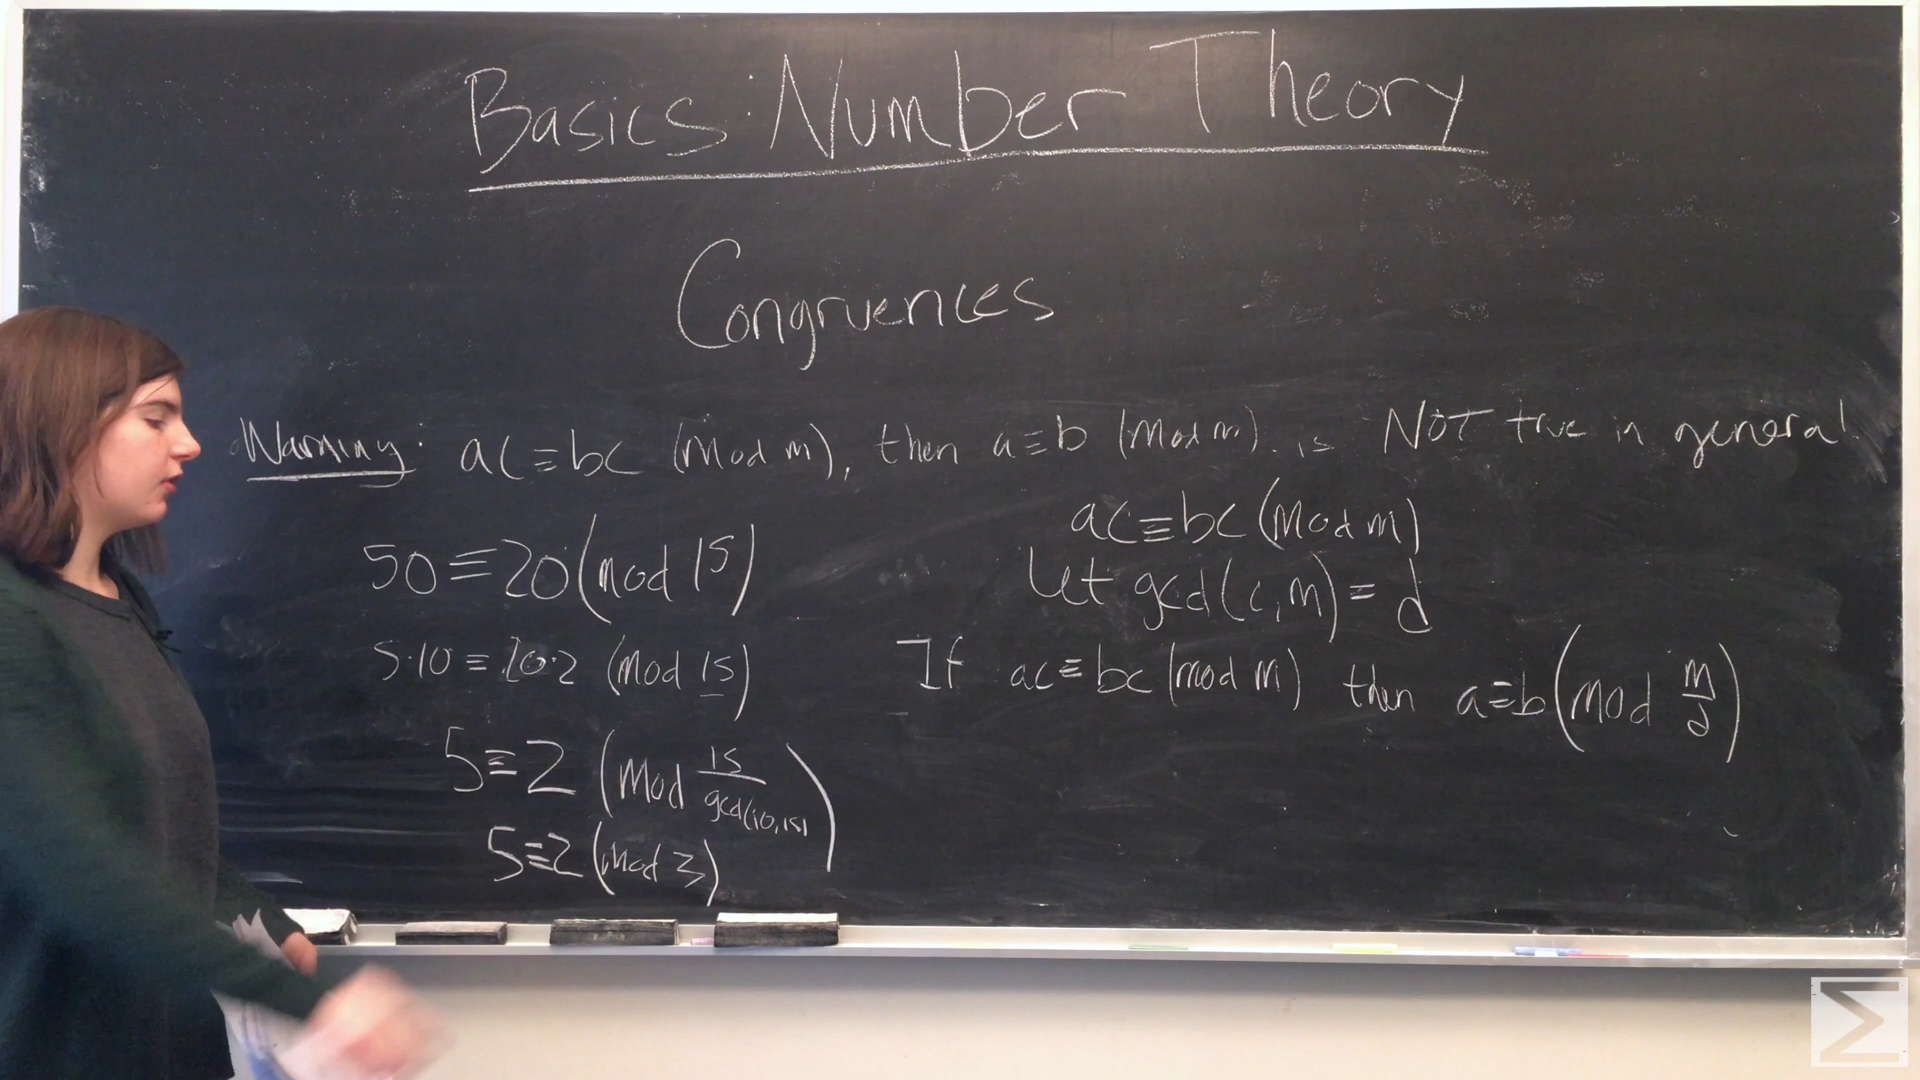 Basics: Number Theory
Congruences
Warning: ac≡bc (mod m), then a≡b (mod m). is NOT true in general.
50≡20(mod 15)
5·10≡10·2 (mod 15)
5≡2 (mod 15/gcd(10,15))
5≡2 (mod 3)
ac≡bc(mod m)
Let gcd(c,m)=d
If ac≡bc(mod m) then a≡b(mod m/d)
Σ